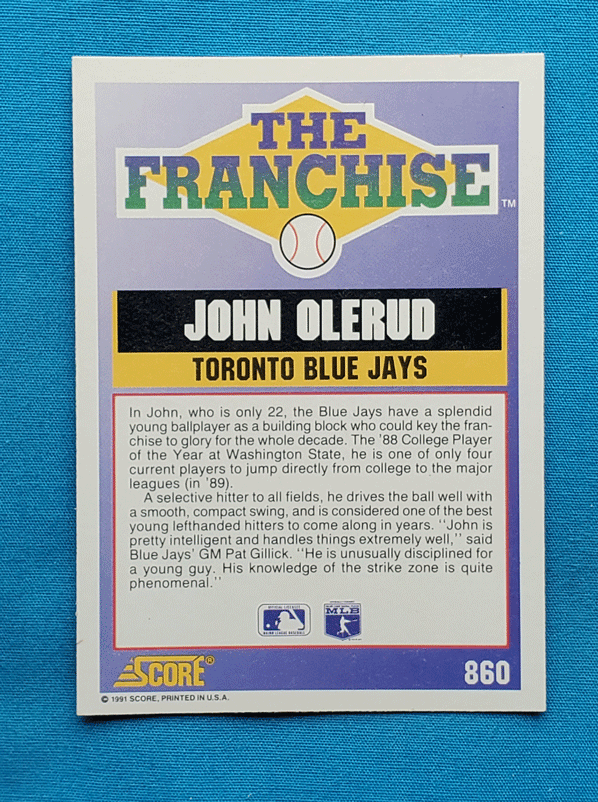 THE
FRANCHISE TM
JOHN OLERUD
TORONTO BLUE JAYS
In John, who is only 22, the Blue Jays have a splendid
young ballplayer as a building block who could key the fran-
chise to glory for the whole decade. The '88 College Player
of the Year at Washington State, he is one of only four
current players to jump directly from college to the major
leagues (in '89).
A selective hitter to all fields, he drives the ball well with
a smooth, compact swing, and is considered one of the best
young lefthanded hitters to come along in years. "John is
pretty intelligent and handles things extremely well," said
Blue Jays' GM Pat Gillick. "He is unusually disciplined for
a young guy. His knowledge of the strike zone is quite
phenomenal."
OFFICIAL LICENSEE
MAJOR LEAGUE BASEBALL
MLB
SCORE®
860
© 1991 SCORE, PRINTED IN U.S.A.